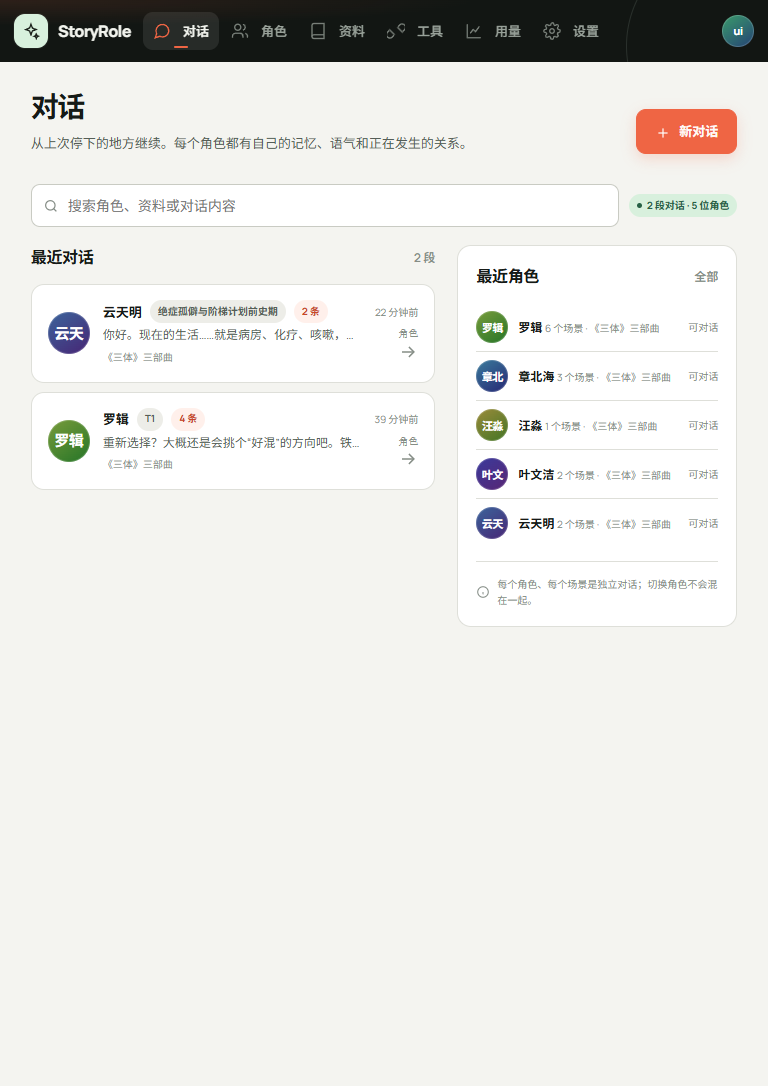 StoryRole
对话
角色
资料
工具
用量
设置
ui
对话
从上次停下的地方继续。每个角色都有自己的记忆、语气和正在发生的关系。
+ 新对话
搜索角色、资料或对话内容
2 段对话 · 5 位角色
最近对话
2 段
云天
云天明 绝症孤僻与阶梯计划前史期 2 条
22 分钟前
你好。现在的生活……就是病房、化疗、咳嗽，…
角色
《三体》三部曲
罗辑
罗辑 T1 4 条
39 分钟前
重新选择？大概还是会挑个"好混"的方向吧。铁…
角色
《三体》三部曲
最近角色
全部
罗辑
罗辑 6 个场景 · 《三体》三部曲
可对话
章北
章北海 3 个场景 · 《三体》三部曲
可对话
汪淼
汪淼 1 个场景 · 《三体》三部曲
可对话
叶文
叶文洁 2 个场景 · 《三体》三部曲
可对话
云天
云天明 2 个场景 · 《三体》三部曲
可对话
每个角色、每个场景是独立对话；切换角色不会混
在一起。